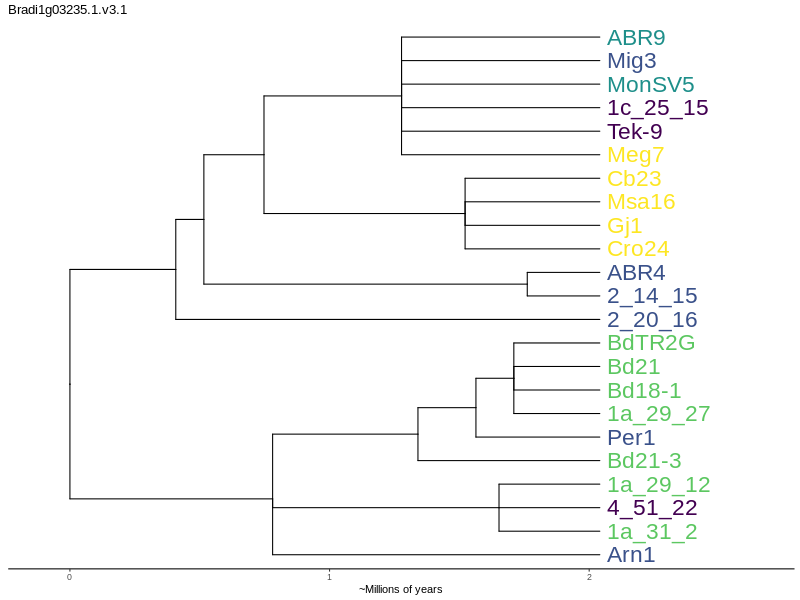 Bradi1g03235.1.v3.1
ABR9
Mig3
MonSV5
1c_25_15
Tek-9
Meg7
Cb23
Msa16
Gj1
Cro24
ABR4
2_14_15
2_20_16
BdTR2G
Bd21
Bd18-1
1a_29_27
Per1
Bd21-3
1a_29_12
4_51_22
1a_31_2
Arn1
0 1 2
~Millions of years